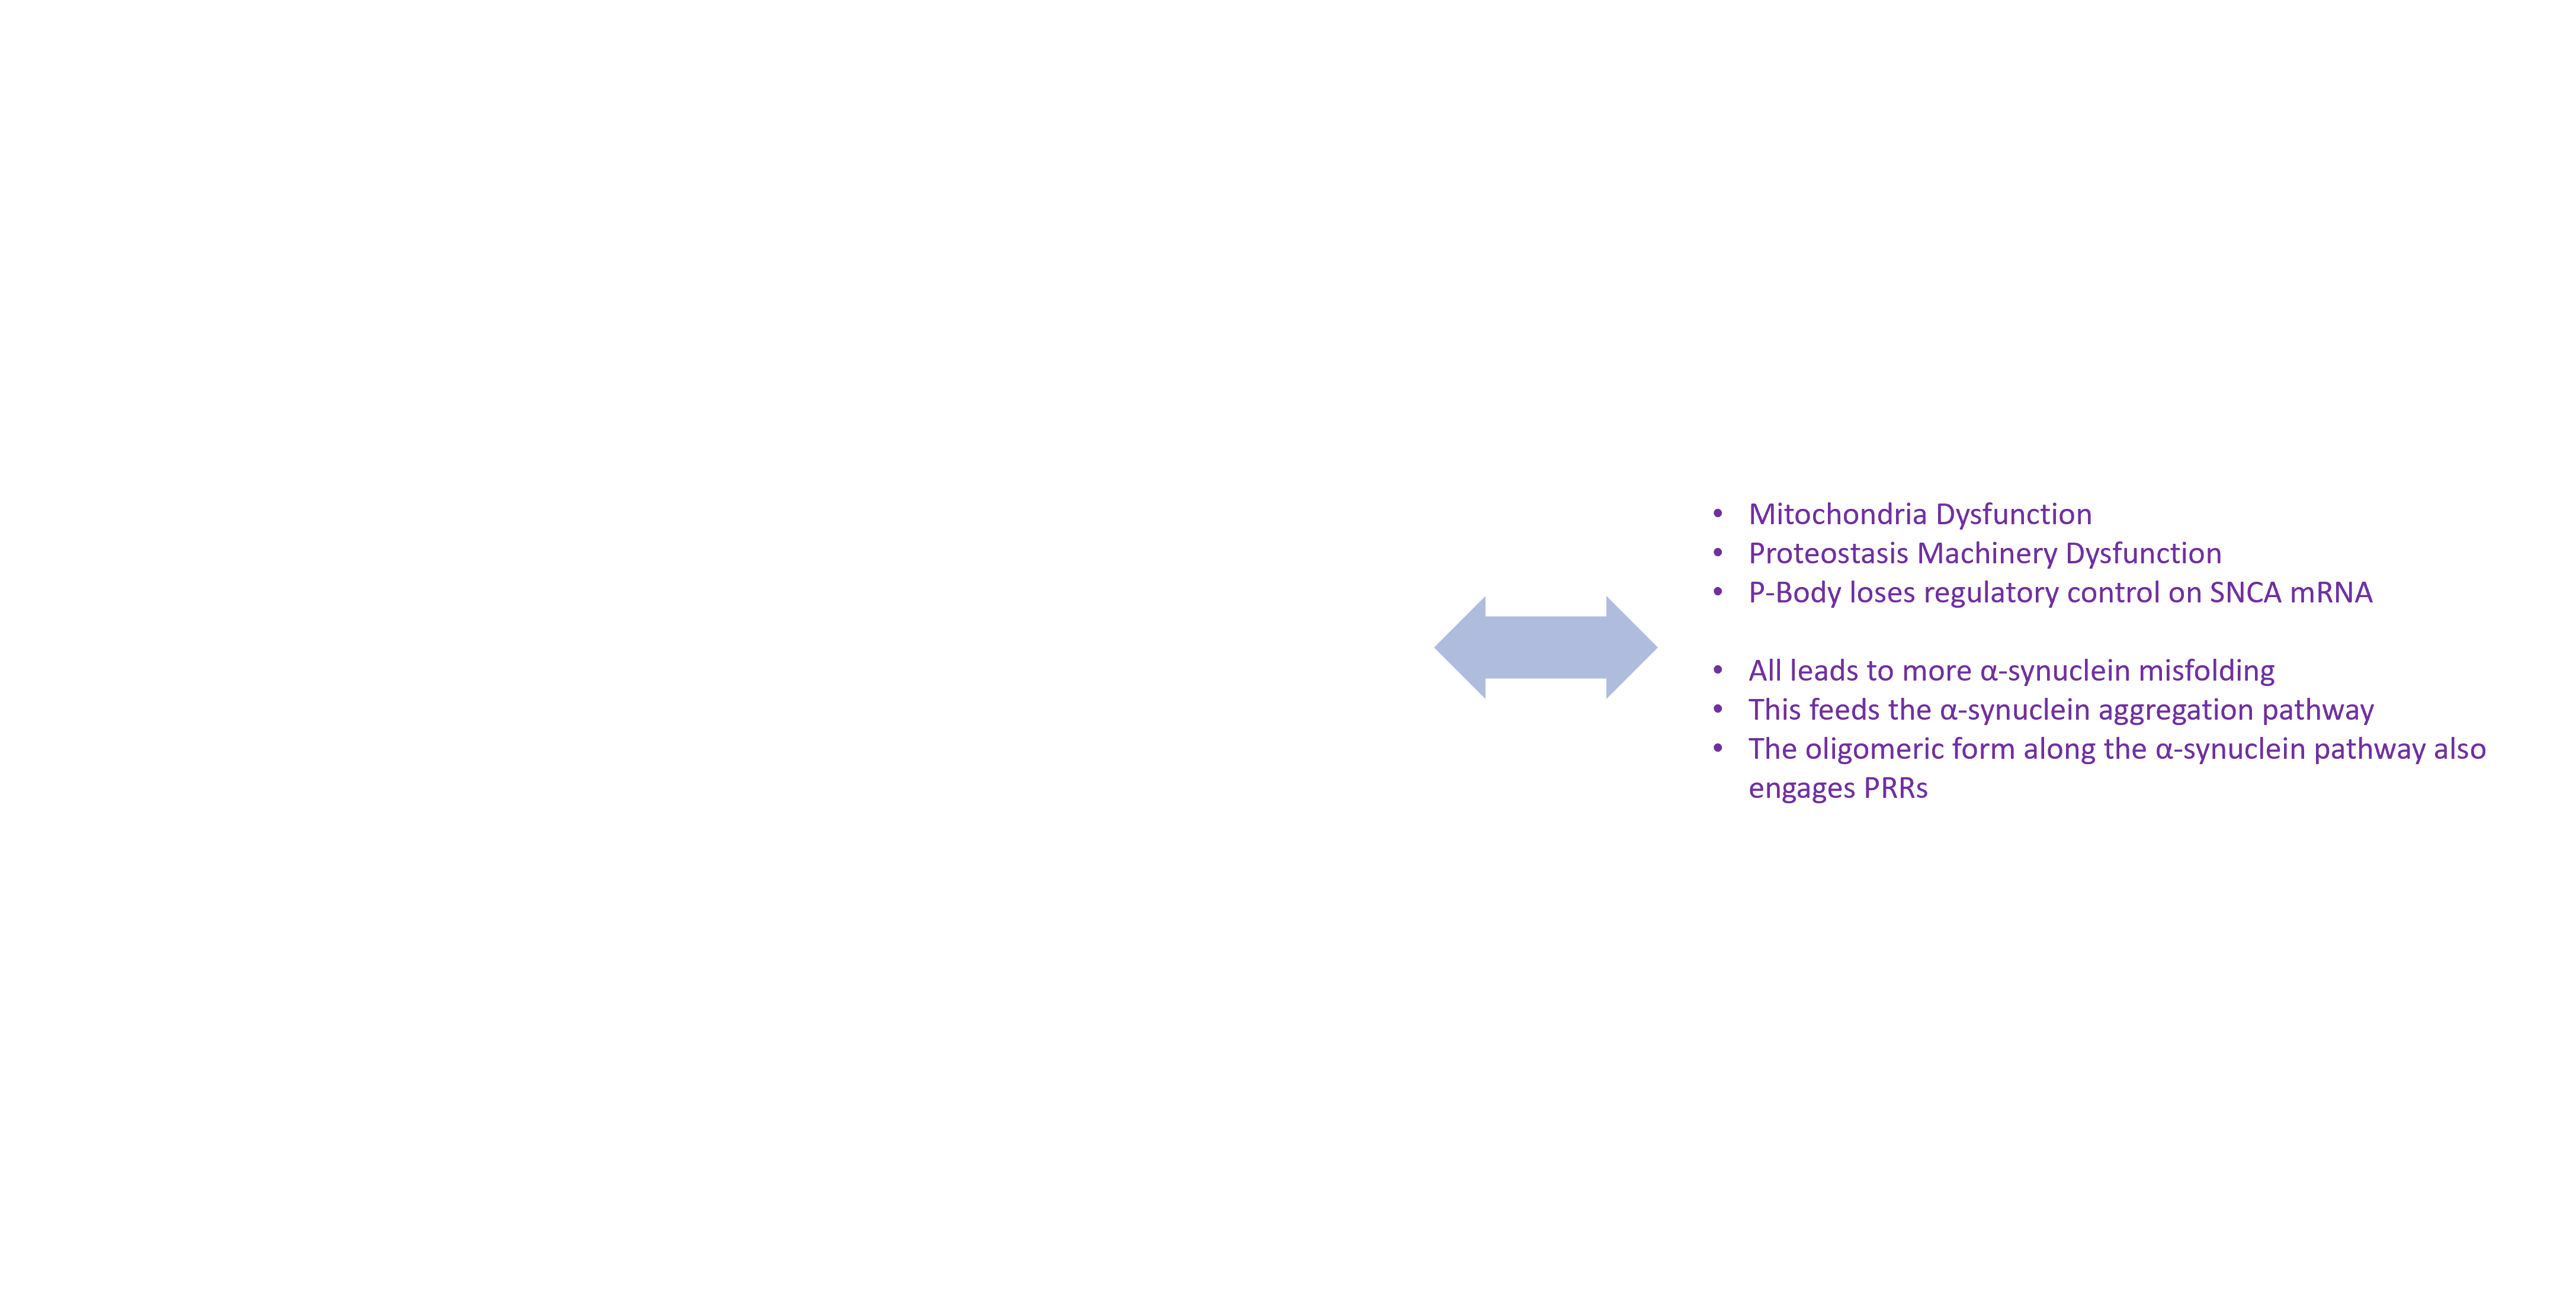 • Mitochondria Dysfunction
• Proteostasis Machinery Dysfunction
• P-Body loses regulatory control on SNCA mRNA
• All leads to more α-synuclein misfolding
• This feeds the α-synuclein aggregation pathway
• The oligomeric form along the α-synuclein pathway also
engages PRRs